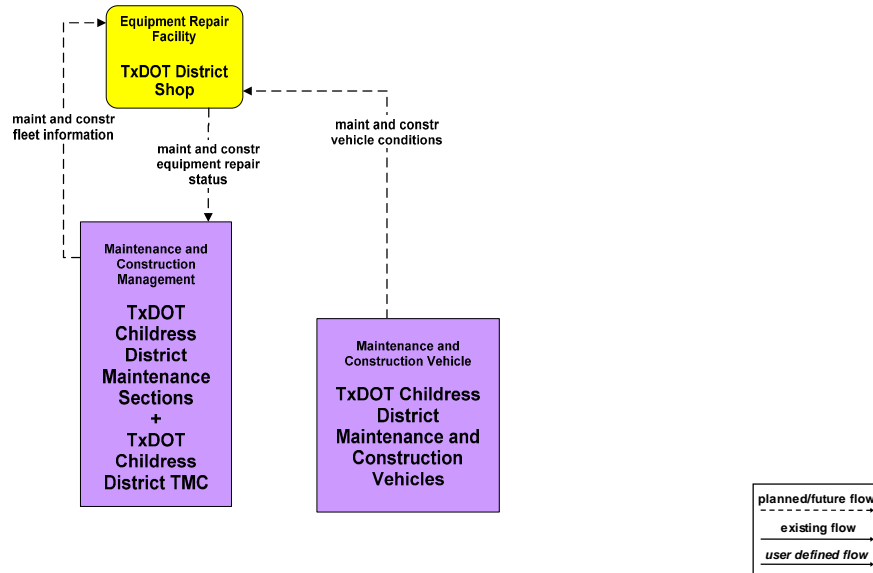 Equipment Repair
Facility
TxDOT District
Shop
maint and constr
fleet information
maint and constr
equipment repair
status
maint and constr
vehicle conditions
Maintenance and
Construction
Management
TxDOT
Childress
District
Maintenance
Sections
+
TxDOT
Childress
District TMC
Maintenance and
Construction Vehicle
TxDOT Childress
District
Maintenance and
Construction
Vehicles
planned/future flow
existing flow
user defined flow